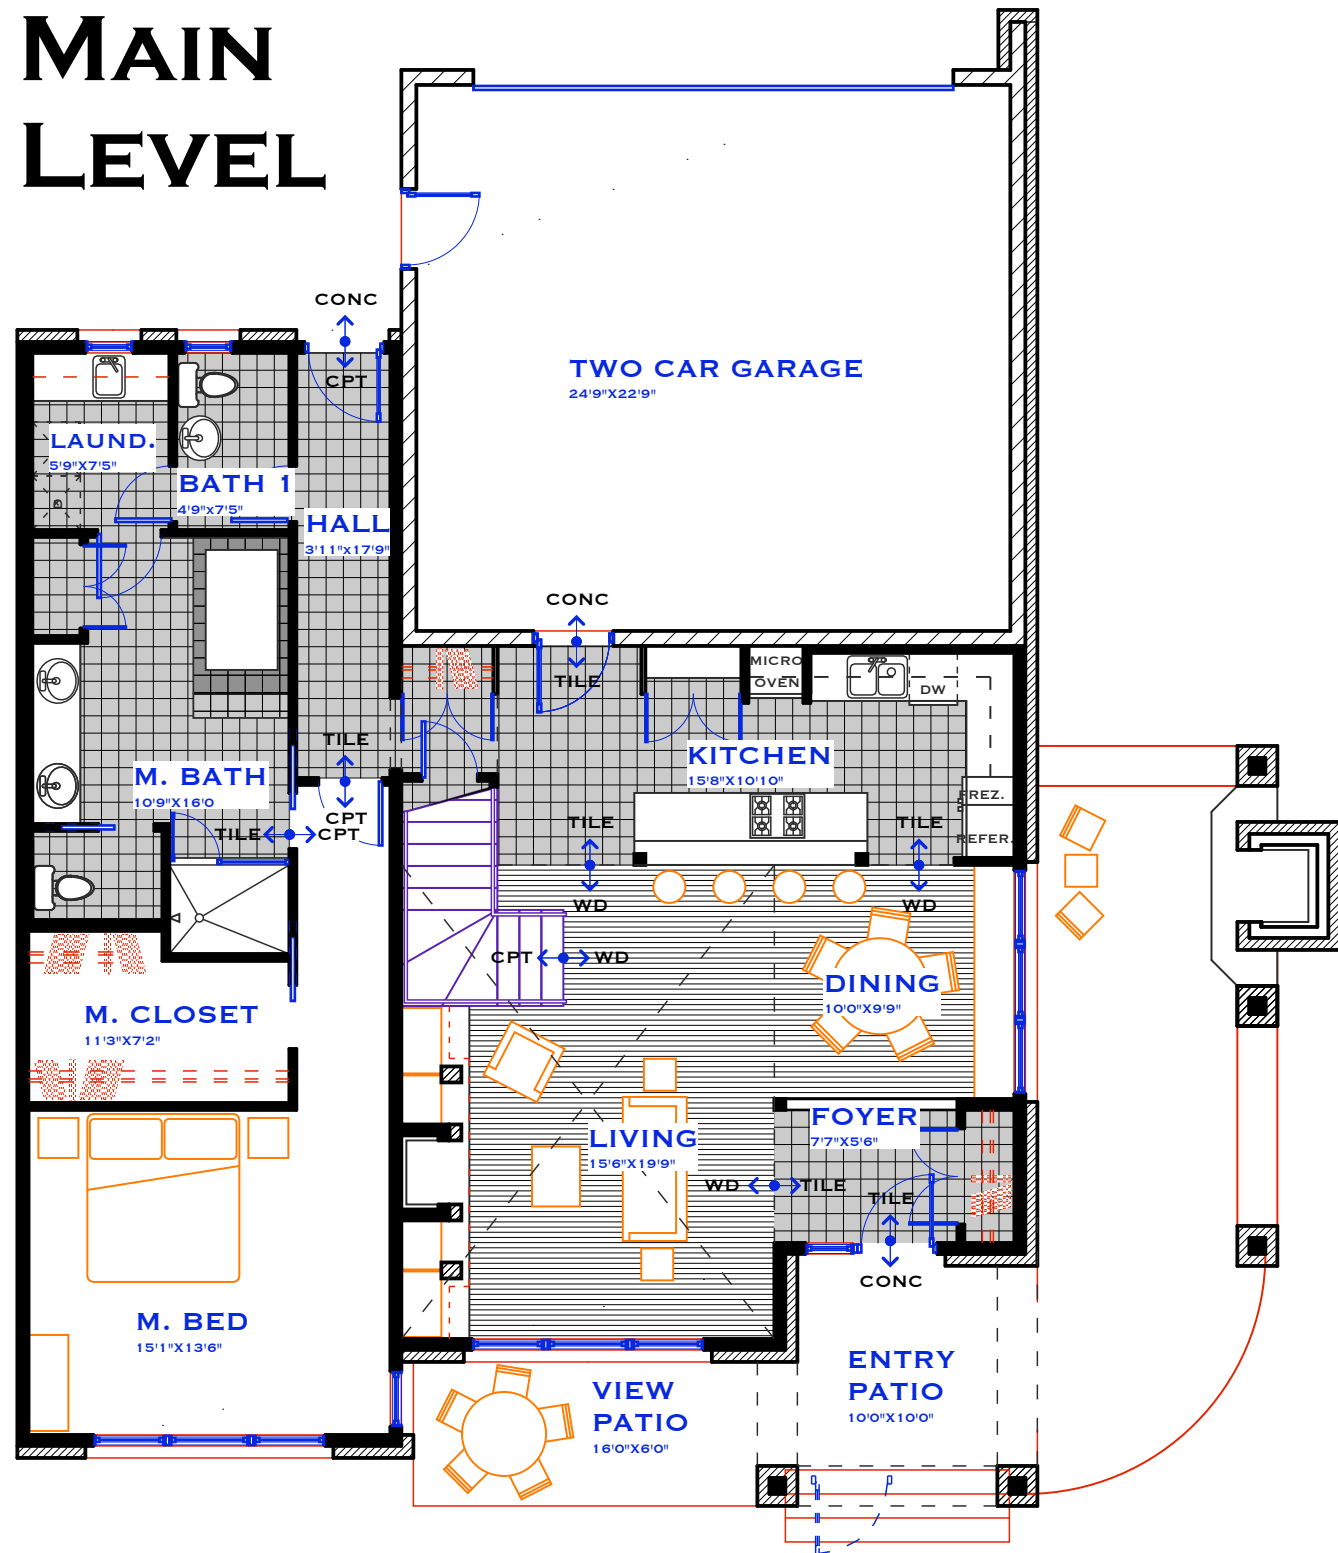 MAIN
LEVEL
CONC
CPT
TWO CAR GARAGE
24'9"X22'9"
LAUND.
5'9"X7'5"
BATH 1
4'9"x7'5"
HALL
3'11"x17'9"
CONC
TILE
MICRO
OVEN
DW
TILE
CPT
KITCHEN
15'8"X10'10"
M. BATH
10'9"X16'0
TILE
CPT
FREZ.
REFER.
TILE
WD
TILE
WD
CPT
WD
DINING
10'0"X9'9"
M. CLOSET
11'3"X7'2"
FOYER
7'7"X5'6"
LIVING
15'6"X19'9"
WD
TILE
TILE
CONC
M. BED
15'1"X13'6"
VIEW
PATIO
16'0"X6'0"
ENTRY
PATIO
10'0"X10'0"